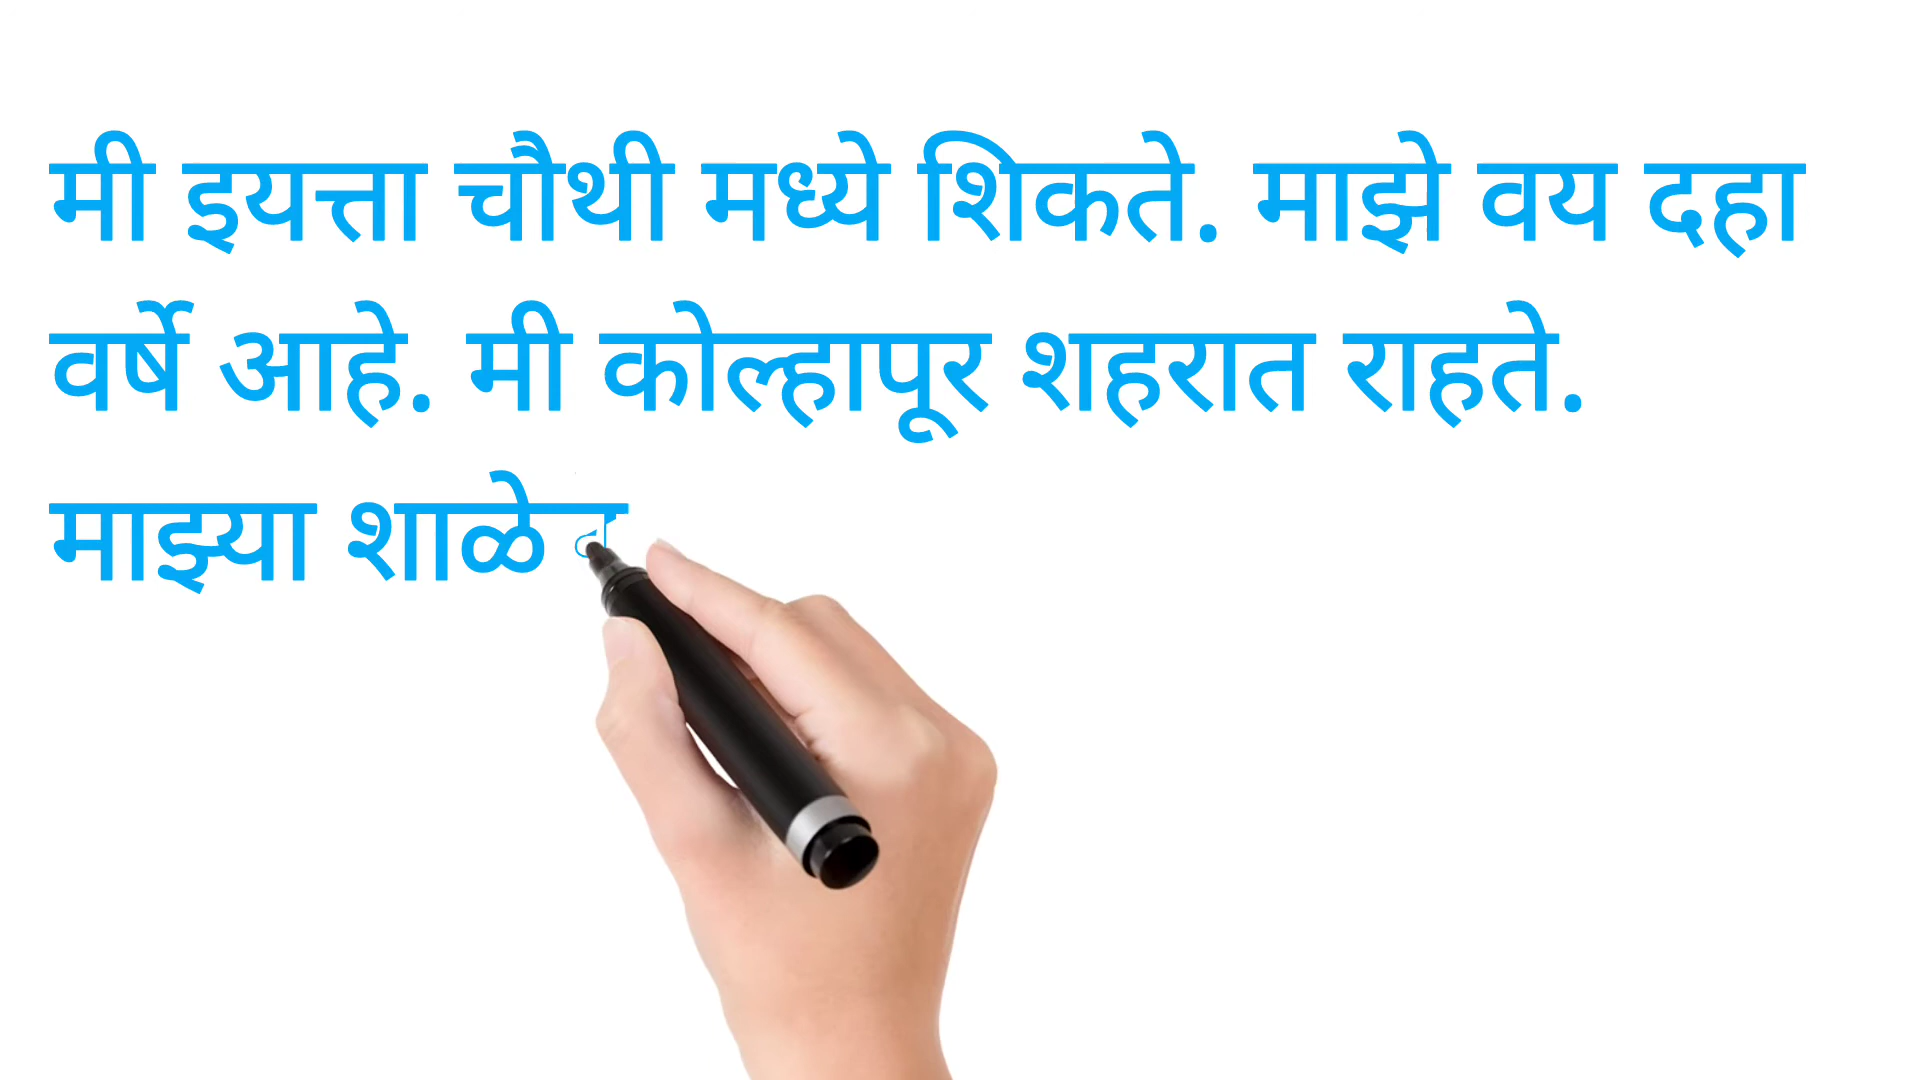 मी इयत्ता चौथी मध्ये शिकते. माझे वय दहा
वर्षे आहे. मी कोल्हापूर शहरात राहते.
माझ्या शाळे